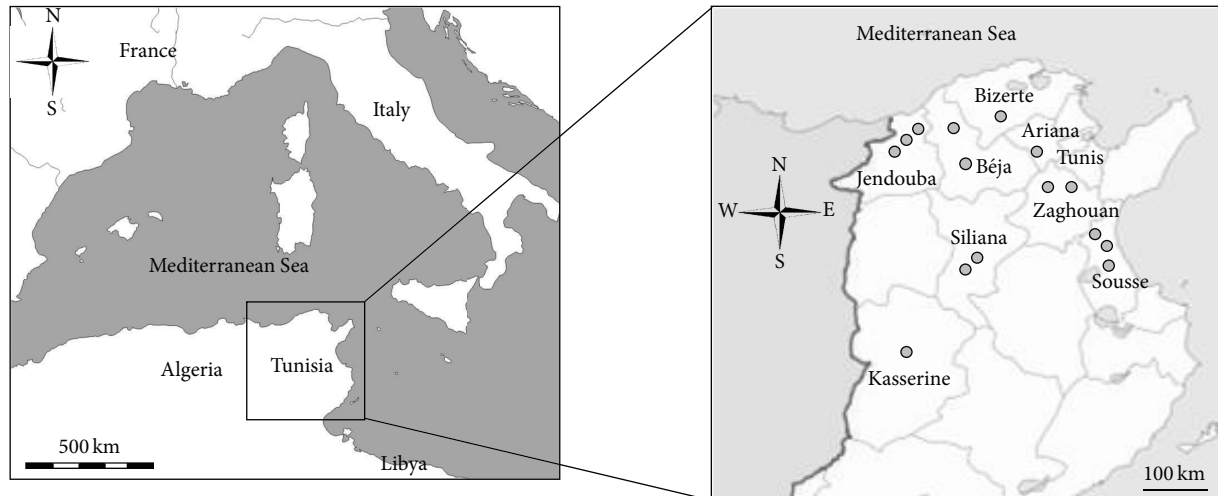 N
S
France
Italy
Mediterranean Sea
Algeria
Tunisia
Libya
500 km
Mediterranean Sea
Bizerte
Ariana
Tunis
Béja
Jendouba
N
W
E
S
Zaghouan
Siliana
Sousse
Kasserine
100 km